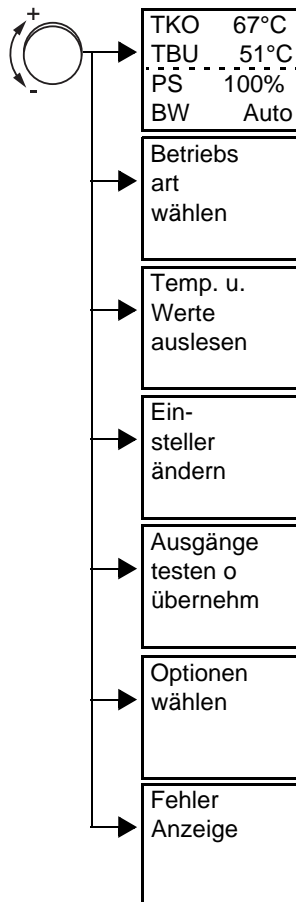 +
-
TKO 67°C
TBU 51°C
PS 100%
BW Auto
Betriebs
art
wählen
Temp. u.
Werte
auslesen
Ein-
steller
ändern
Ausgänge
testen o
übernehm
Optionen
wählen
Fehler
Anzeige